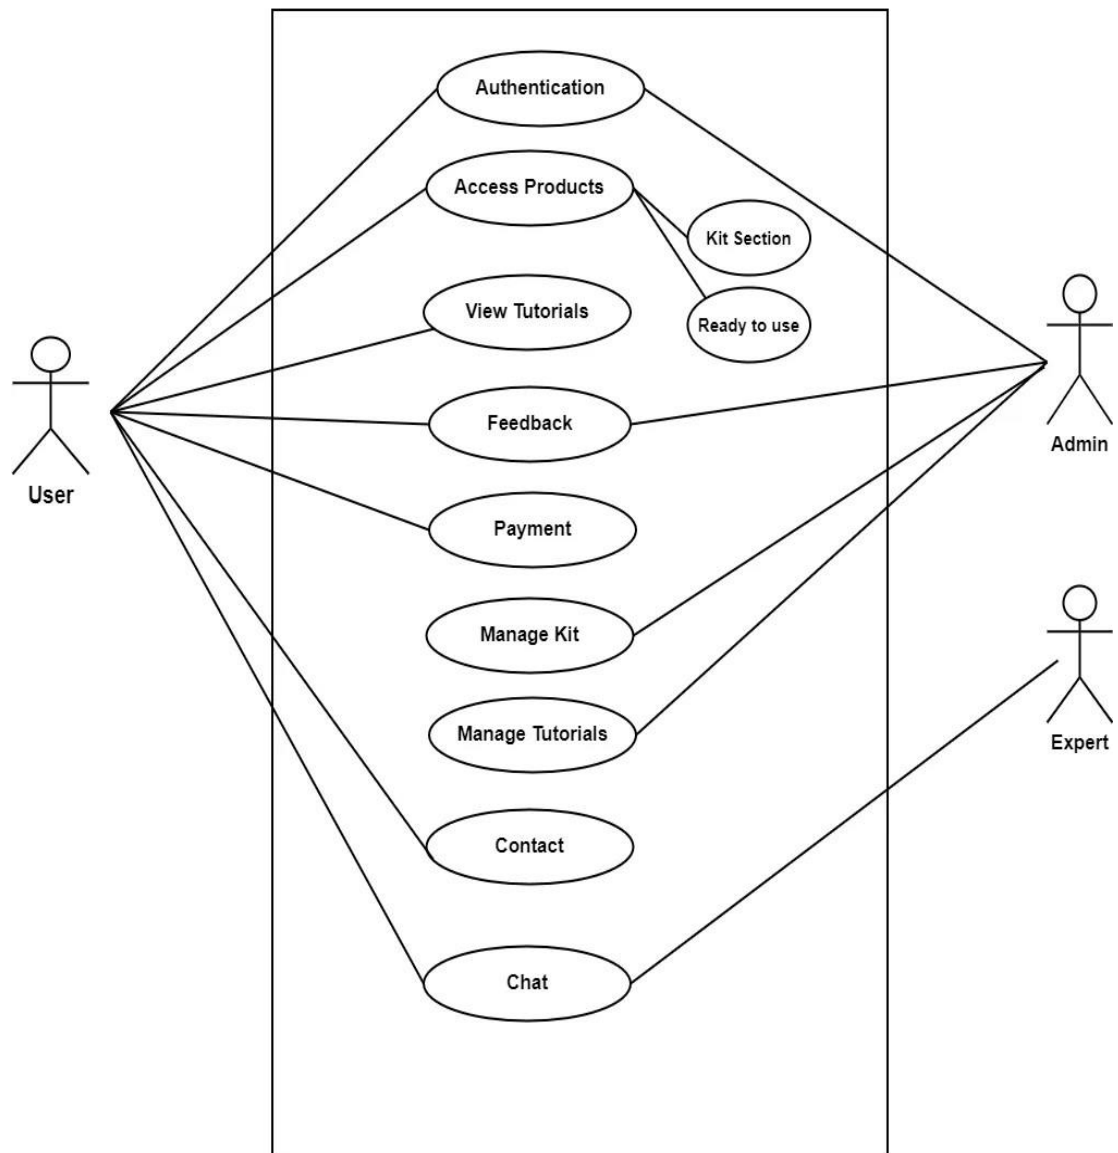 Authentication
Access Products
Kit Section
View Tutorials
Ready to use
Feedback
Admin
User
Payment
Manage Kit
Manage Tutorials
Expert
Contact
Chat